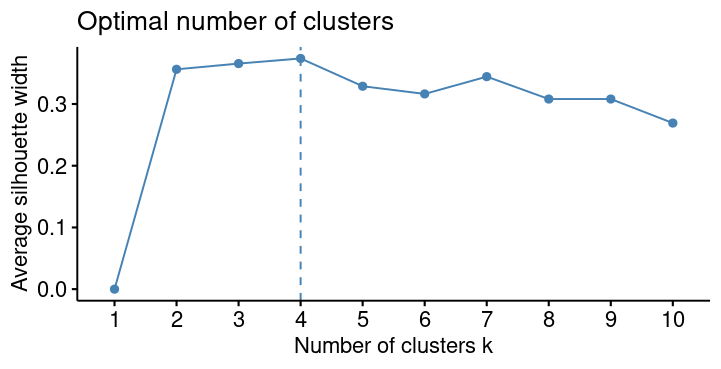 Optimal number of clusters
Average silhouette width
0.3
0.2
0.1
0.0
1 2 3 4 5 6 7 8 9 10
Number of clusters k